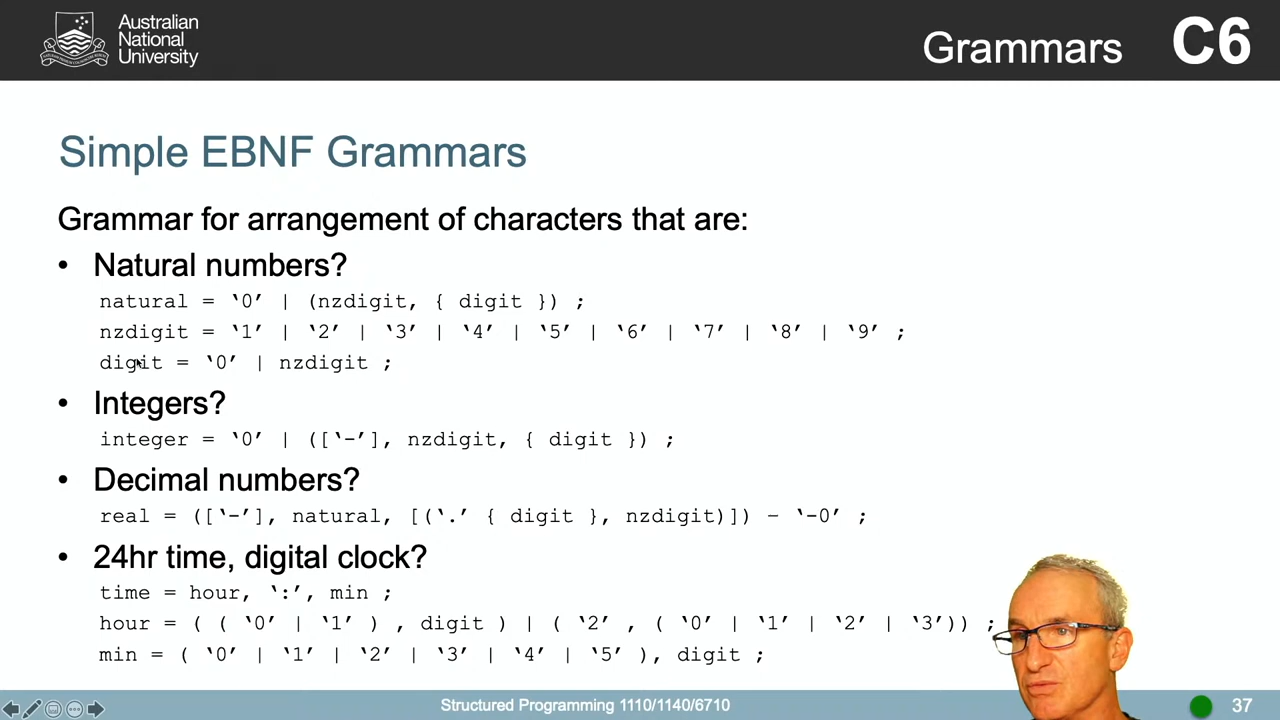 Australian
National
University
Grammars C6
Simple EBNF Grammars
Grammar for arrangement of characters that are:
• Natural numbers?
natural = ‘0’ | (nzdigit, { digit }) ;
nzdigit = ‘1’ | ‘2’ | ‘3’ | ‘4’ | ‘5’ | ‘6’ | ‘7’ | ‘8’ | ‘9’ ;
digit = ‘0’ | nzdigit ;
• Integers?
integer = ‘0’ | ([‘-’], nzdigit, { digit }) ;
• Decimal numbers?
real = ([‘-’], natural, [(‘.’ { digit }, nzdigit)]) – ‘-0’ ;
• 24hr time, digital clock?
time = hour, ‘:’, min ;
hour = ( ( ‘0’ | ‘1’ ) , digit ) | ( ‘2’ , ( ‘0’ | ‘1’ | ‘2’ | ‘3’)) ;
min = ( ‘0’ | ‘1’ | ‘2’ | ‘3’ | ‘4’ | ‘5’ ), digit ;
Structured Programming 1110/1140/6710
37